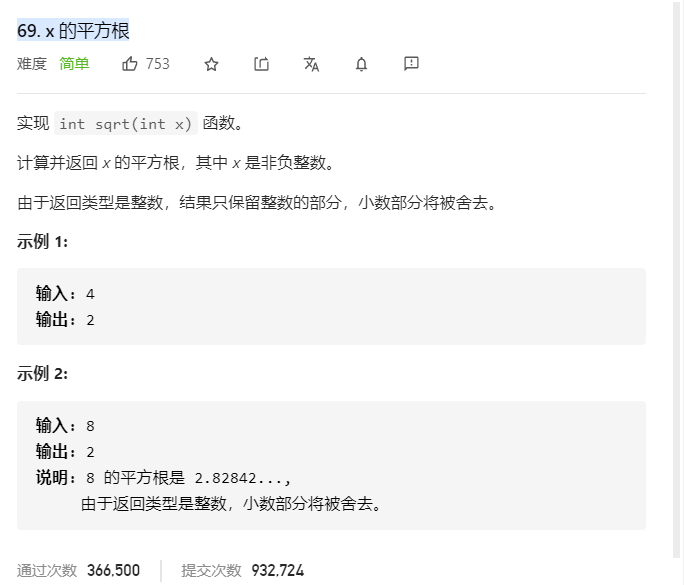 69. x 的平方根
难度 简单 753
实现 int sqrt(int x) 函数。
计算并返回 x 的平方根，其中 x 是非负整数。
由于返回类型是整数，结果只保留整数的部分，小数部分将被舍去。
示例 1:
输入: 4
输出: 2
示例 2:
输入: 8
输出: 2
说明: 8 的平方根是 2.82842...,
由于返回类型是整数，小数部分将被舍去。
通过次数 366,500 提交次数 932,724